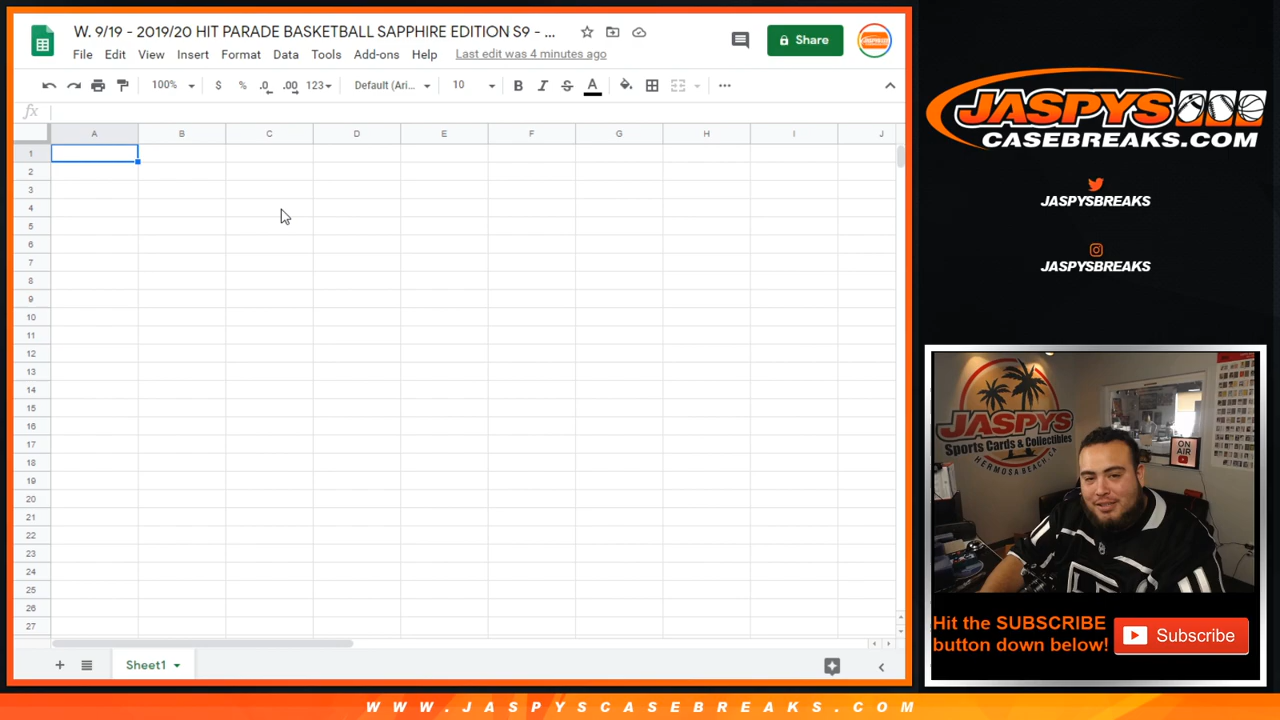 W. 9/19 - 2019/20 HIT PARADE BASKETBALL SAPPHIRE EDITION S9 - ...
File Edit View Insert Format Data Tools Add-ons Help Last edit was 4 minutes ago
Share
100% $ % .0 .00 123 Default (Ari... 10 B I S A ...
fx
A B C D E F G H I J
1
2
3
4
5
6
7
8
9
10
11
12
13
14
15
16
17
18
19
20
21
22
23
24
25
26
27
+ Sheet1
JASPYS
CASEBREAKS.COM
JASPYSBREAKS
JASPYSBREAKS
JASPYS
Sports Cards & Collectibles
HERMOSA BEACH, CA
ON AIR
Hit the SUBSCRIBE
button down below!
Subscribe
WWW.JASPYSCASEBREAKS.COM